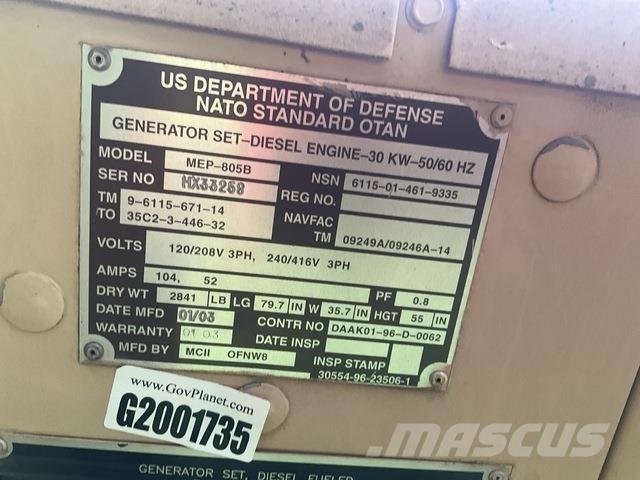 US DEPARTMENT OF DEFENSE
NATO STANDARD OTAN
GENERATOR SET-DIESEL ENGINE-30 KW-50/60 HZ
MODEL MEP-805B NSN 6115-01-461-9335
SER NO HX33258 REG NO.
TM 9-6115-671-14 NAVFAC
TO 35C2-3-446-32 TM 09249A/09246A-14
VOLTS 120/208V 3PH, 240/416V 3PH
AMPS 104, 52 PF 0.8
DRY WT 2841 LB LG 79.7 IN W 35.7 IN HGT 55 IN
DATE MFD 01/03 CONTR NO DAAK01-96-D-0062
WARRANTY 01 03 DATE INSP
MFD BY MCII OFNW8 INSP STAMP
30554-96-23506-1
www.GovPlanet.com
G2001735
MASCUS
GENERATOR SET, DIESEL FUELED